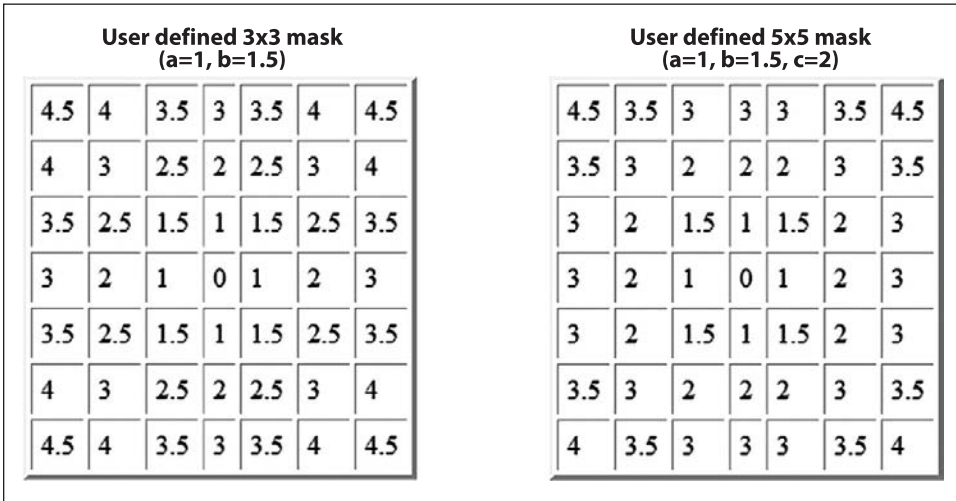 User defined 3x3 mask
(a=1, b=1.5)
4.5 4 3.5 3 3.5 4 4.5
4 3 2.5 2 2.5 3 4
3.5 2.5 1.5 1 1.5 2.5 3.5
3 2 1 0 1 2 3
3.5 2.5 1.5 1 1.5 2.5 3.5
4 3 2.5 2 2.5 3 4
4.5 4 3.5 3 3.5 4 4.5
User defined 5x5 mask
(a=1, b=1.5, c=2)
4.5 3.5 3 3 3 3.5 4.5
3.5 3 2 2 2 3 3.5
3 2 1.5 1 1.5 2 3
3 2 1 0 1 2 3
3 2 1.5 1 1.5 2 3
3.5 3 2 2 2 3 3.5
4 3.5 3 3 3 3.5 4